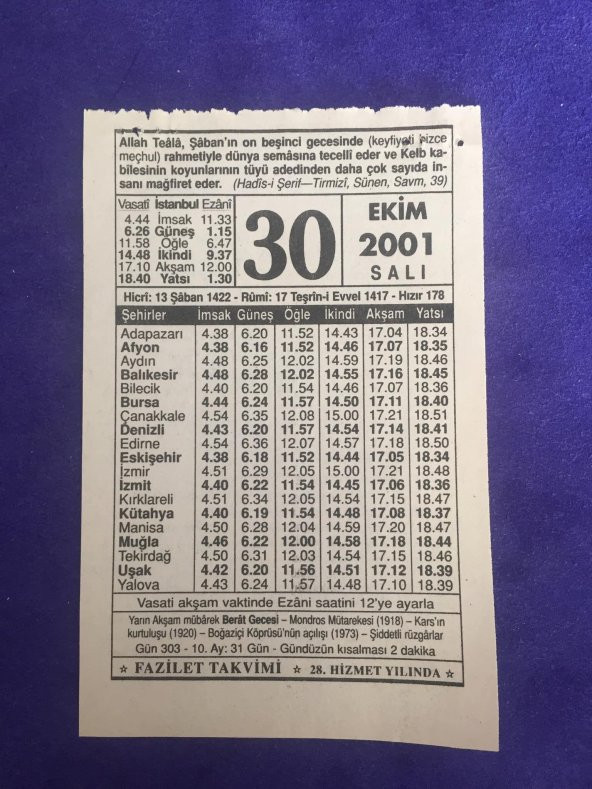 Allah Teâlâ, Şâban'ın on beşinci gecesinde (keyfiyeti bizce
meçhul) rahmetiyle dünya semâsına tecelli eder ve Kelb ka-
bilesinin koyunlarının tüyü adedinden daha çok sayıda in-
sanı mağfiret eder. (Hadîs-i Şerif—Tirmizî, Sünen, Savm, 39)
Vasatî İstanbul Ezanî
4.44 İmsak 11.33
6.26 Güneş 1.15
11.58 Öğle 6.47
14.48 İkindi 9.37
17.10 Akşam 12.00
18.40 Yatsı 1.30
30
EKİM
2001
SALI
Hicrî: 13 Şâban 1422 - Rûmî: 17 Teşrîn-i Evvel 1417 - Hızır 178
Şehirler İmsak Güneş Öğle İkindi Akşam Yatsı
Adapazarı 4.38 6.20 11.52 14.43 17.04 18.34
Afyon 4.38 6.16 11.52 14.46 17.07 18.35
Aydın 4.48 6.25 12.02 14.59 17.19 18.46
Balıkesir 4.48 6.28 12.02 14.55 17.16 18.45
Bilecik 4.40 6.20 11.54 14.46 17.07 18.36
Bursa 4.44 6.24 11.57 14.50 17.11 18.40
Çanakkale 4.54 6.35 12.08 15.00 17.21 18.51
Denizli 4.43 6.20 11.57 14.54 17.14 18.41
Edirne 4.54 6.36 12.07 14.57 17.18 18.50
Eskişehir 4.38 6.18 11.52 14.44 17.05 18.34
İzmir 4.51 6.29 12.05 15.00 17.21 18.48
İzmit 4.40 6.22 11.54 14.45 17.06 18.36
Kırklareli 4.51 6.34 12.05 14.54 17.15 18.47
Kütahya 4.40 6.19 11.54 14.48 17.08 18.37
Manisa 4.50 6.28 12.04 14.59 17.20 18.47
Muğla 4.46 6.22 12.00 14.58 17.18 18.44
Tekirdağ 4.50 6.31 12.03 14.54 17.15 18.46
Uşak 4.42 6.20 11.56 14.51 17.12 18.39
Yalova 4.43 6.24 11.57 14.48 17.10 18.39
Vasati akşam vaktinde Ezâni saatini 12'ye ayarla
Yarın Akşam mübârek Berât Gecesi – Mondros Mütarekesi (1918) – Kars'ın
kurtuluşu (1920) – Boğaziçi Köprüsü'nün açılışı (1973) – Şiddetli rüzgârlar
Gün 303 - 10. Ay: 31 Gün - Gündüzün kısalması 2 dakika
☆ FAZİLET TAKVİMİ ☆ 28. HİZMET YILINDA ☆